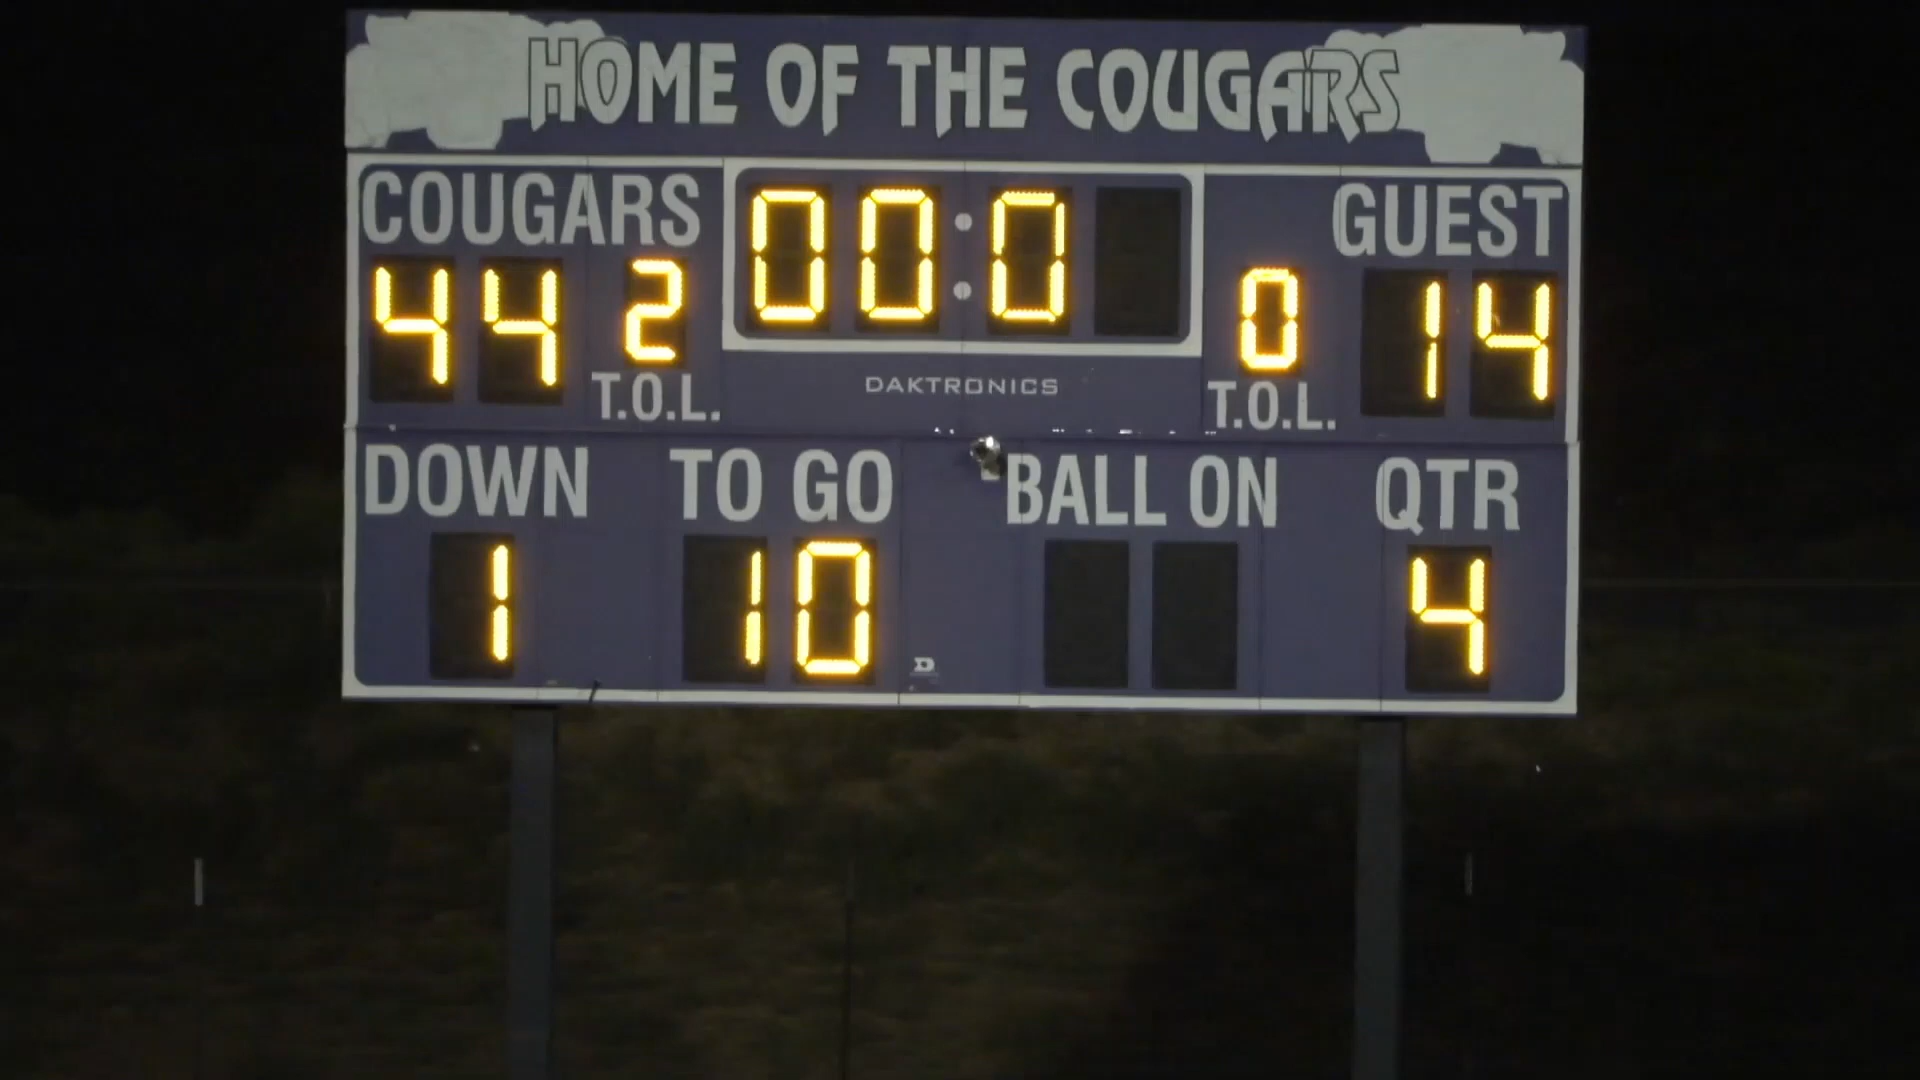 HOME OF THE COUGARS
COUGARS 00:0 GUEST
44 2 0 14
T.O.L. DAKTRONICS T.O.L.
DOWN TO GO BALL ON QTR
1 10 4